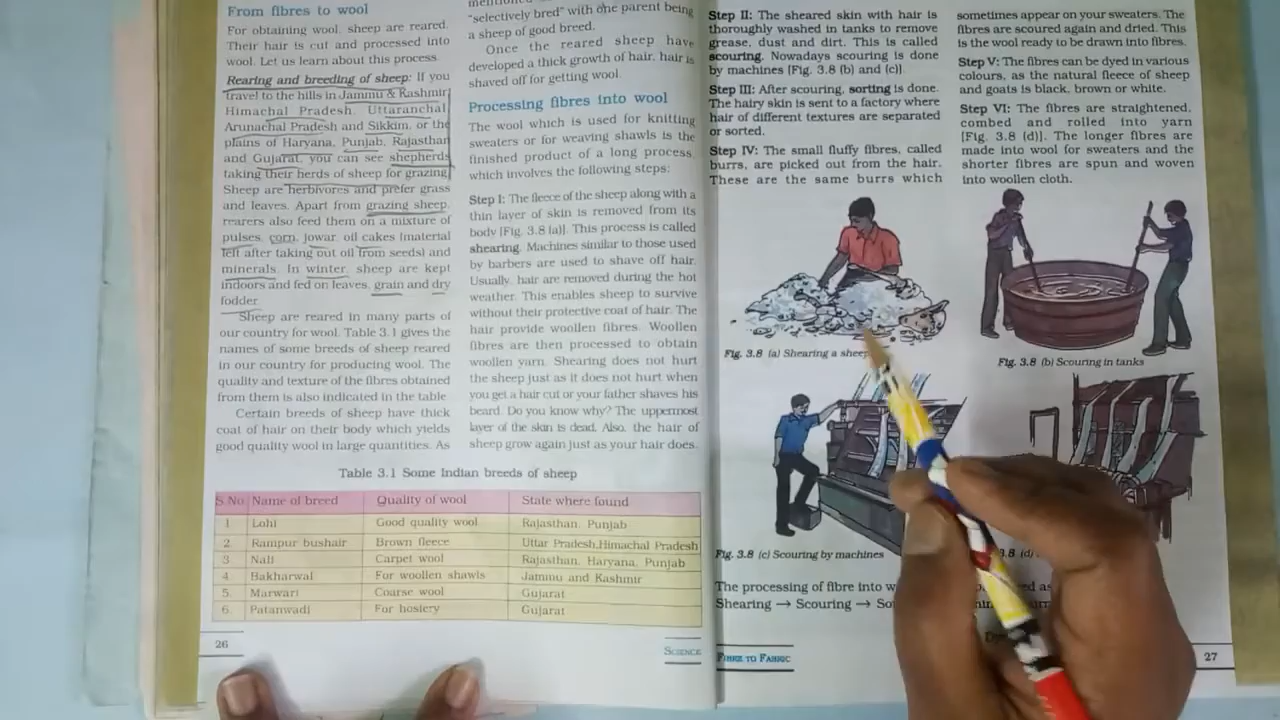 From fibres to wool
For obtaining wool, sheep are reared.
Their hair is cut and processed into
wool. Let us learn about this process.
Rearing and breeding of sheep: If you
travel to the hills in Jammu & Kashmir,
Himachal Pradesh, Uttaranchal,
Arunachal Pradesh and Sikkim, or the
plains of Haryana, Punjab, Rajasthan
and Gujarat, you can see shepherds
taking their herds of sheep for grazing.
Sheep are herbivores and prefer grass
and leaves. Apart from grazing sheep,
rearers also feed them on a mixture of
pulses, corn, jowar, oil cakes (material
left after taking out oil from seeds) and
minerals. In winter, sheep are kept
indoors and fed on leaves, grain and dry
fodder.
Sheep are reared in many parts of
our country for wool. Table 3.1 gives the
names of some breeds of sheep reared
in our country for producing wool. The
quality and texture of the fibres obtained
from them is also indicated in the table.
Certain breeds of sheep have thick
coat of hair on their body which yields
good quality wool in large quantities. As
mentioned
"selectively bred" with one parent being
a sheep of good breed.
Once the reared sheep have
developed a thick growth of hair, hair is
shaved off for getting wool.
Processing fibres into wool
The wool which is used for knitting
sweaters or for weaving shawls is the
finished product of a long process,
which involves the following steps:
Step I: The fleece of the sheep along with a
thin layer of skin is removed from its
body [Fig. 3.8 (a)]. This process is called
shearing. Machines similar to those used
by barbers are used to shave off hair.
Usually, hair are removed during the hot
weather. This enables sheep to survive
without their protective coat of hair. The
hair provide woollen fibres. Woollen
fibres are then processed to obtain
woollen yarn. Shearing does not hurt
the sheep just as it does not hurt when
you get a hair cut or your father shaves his
beard. Do you know why? The uppermost
layer of the skin is dead. Also, the hair of
sheep grow again just as your hair does.
Table 3.1 Some Indian breeds of sheep
S.No. Name of breed Quality of wool State where found
1. Lohi Good quality wool Rajasthan, Punjab
2. Rampur bushair Brown fleece Uttar Pradesh, Himachal Pradesh
3. Nali Carpet wool Rajasthan, Haryana, Punjab
4. Bakharwal For woollen shawls Jammu and Kashmir
5. Marwari Coarse wool Gujarat
6. Patanwadi For hosiery Gujarat
26
SCIENCE
Step II: The sheared skin with hair is
thoroughly washed in tanks to remove
grease, dust and dirt. This is called
scouring. Nowadays scouring is done
by machines [Fig. 3.8 (b) and (c)].
Step III: After scouring, sorting is done.
The hairy skin is sent to a factory where
hair of different textures are separated
or sorted.
Step IV: The small fluffy fibres, called
burrs, are picked out from the hair.
These are the same burrs which
sometimes appear on your sweaters. The
fibres are scoured again and dried. This
is the wool ready to be drawn into fibres.
Step V: The fibres can be dyed in various
colours, as the natural fleece of sheep
and goats is black, brown or white.
Step VI: The fibres are straightened,
combed and rolled into yarn
[Fig. 3.8 (d)]. The longer fibres are
made into wool for sweaters and the
shorter fibres are spun and woven
into woollen cloth.
Fig. 3.8 (a) Shearing a sheep
Fig. 3.8 (b) Scouring in tanks
Fig. 3.8 (c) Scouring by machines
3.8 (d)
The processing of fibre into
Shearing → Scouring →
FIBRE TO FABRIC
27